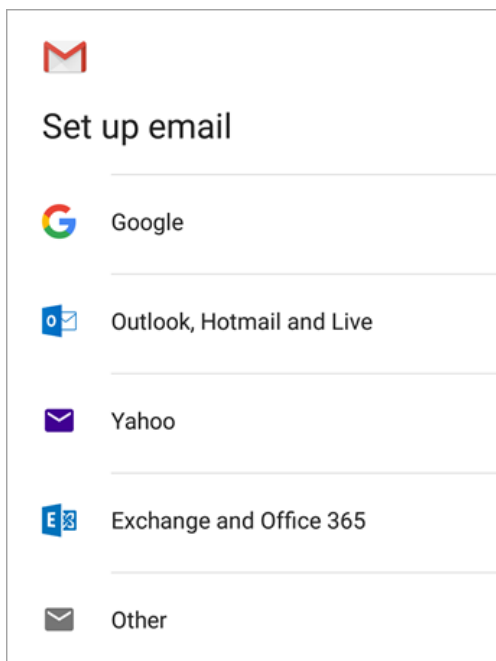 Set up email
Google
Outlook, Hotmail and Live
Yahoo
Exchange and Office 365
Other